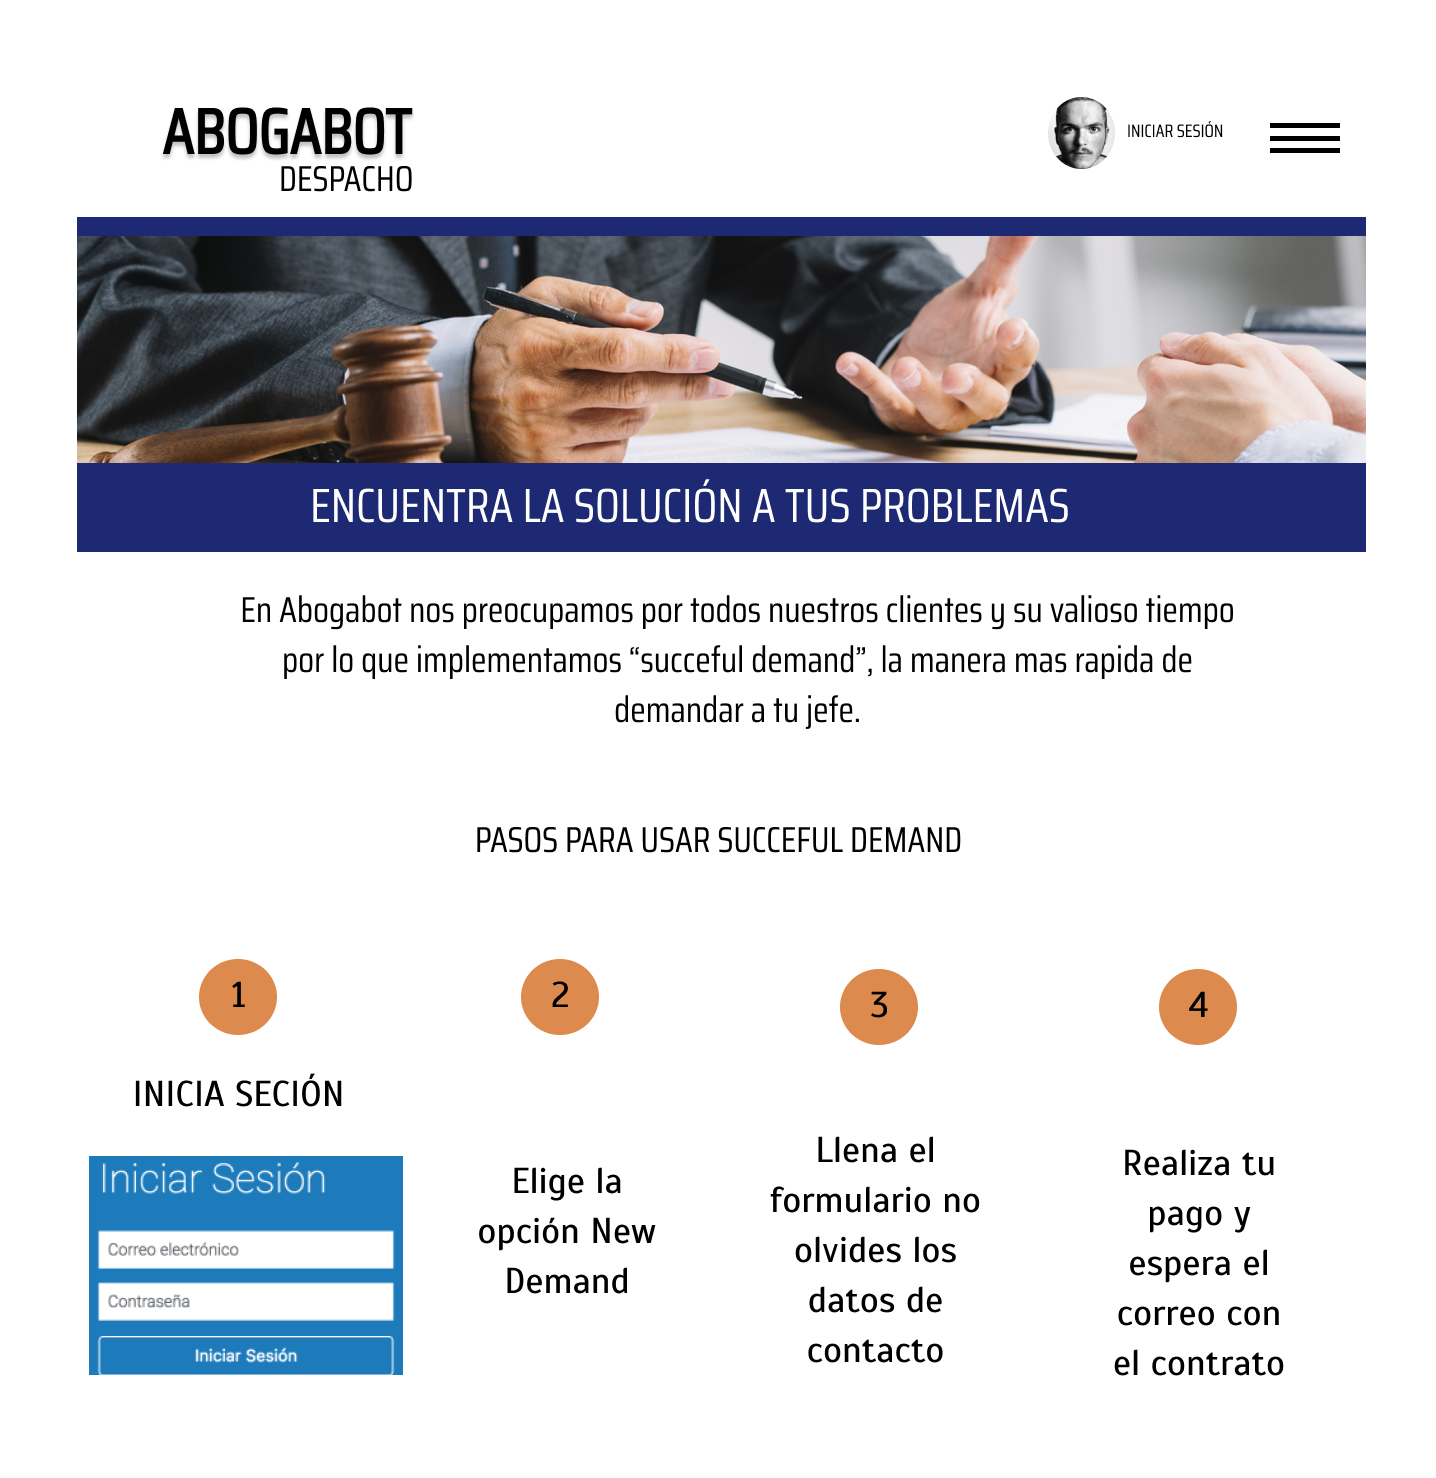 ABOGABOT
DESPACHO
INICIAR SESIÓN
ENCUENTRA LA SOLUCIÓN A TUS PROBLEMAS
En Abogabot nos preocupamos por todos nuestros clientes y su valioso tiempo
por lo que implementamos “succeful demand”, la manera mas rapida de
demandar a tu jefe.
PASOS PARA USAR SUCCEFUL DEMAND
1
INICIA SECIÓN
Iniciar Sesión
Correo electrónico
Contraseña
Iniciar Sesión
2
Elige la
opción New
Demand
3
Llena el
formulario no
olvides los
datos de
contacto
4
Realiza tu
pago y
espera el
correo con
el contrato